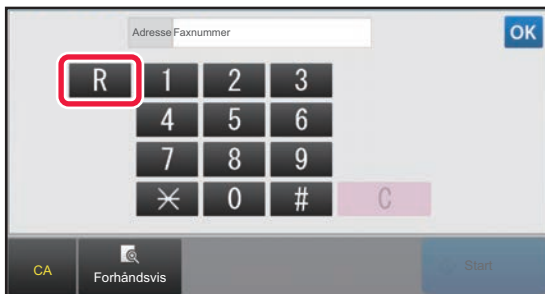 Adresse Faxnummer OK
R 1 2 3
4 5 6
7 8 9
* 0 # C
CA Forhåndsvis Start